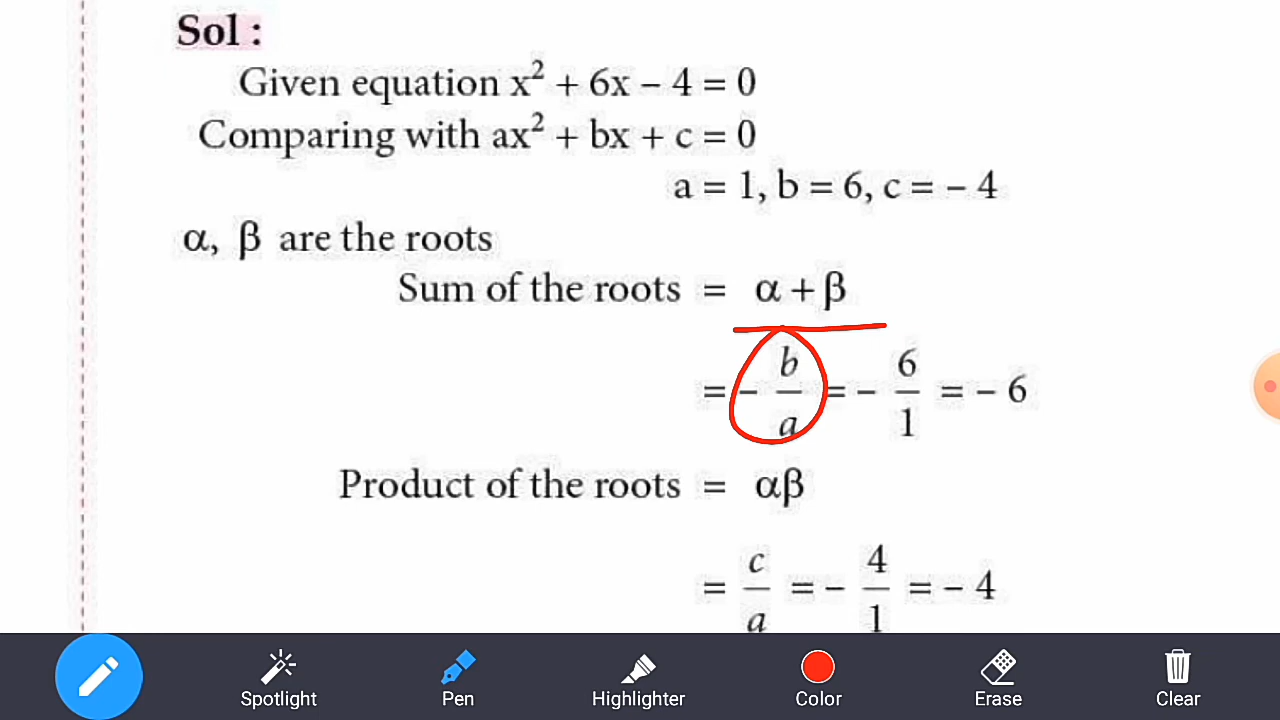 Sol :
Given equation x² + 6x – 4 = 0
Comparing with ax² + bx + c = 0
a = 1, b = 6, c = – 4
α, β are the roots
Sum of the roots = α + β
= – b/a = – 6/1 = – 6
Product of the roots = αβ
= c/a = – 4/1 = – 4
Spotlight Pen Highlighter Color Erase Clear